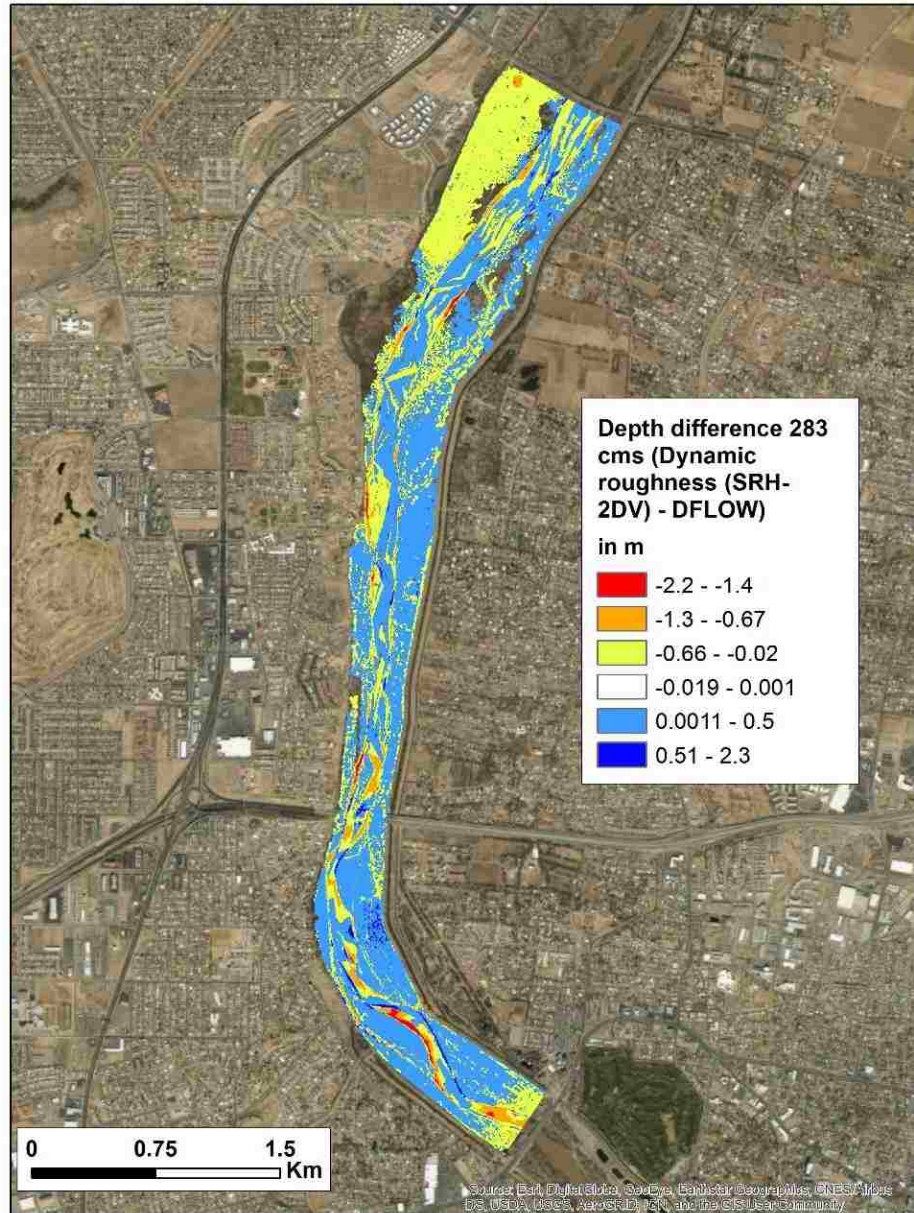 Depth difference 283
cms (Dynamic
roughness (SRH-
2DV) - DFLOW)
in m
-2.2 - -1.4
-1.3 - -0.67
-0.66 - -0.02
-0.019 - 0.001
0.0011 - 0.5
0.51 - 2.3
0 0.75 1.5
Km
Source: Esri, DigitalGlobe, GeoEye, Earthstar Geographics, CNES/Airbus
DS, USDA, USGS, AeroGRID, IGN, and the GIS User Community